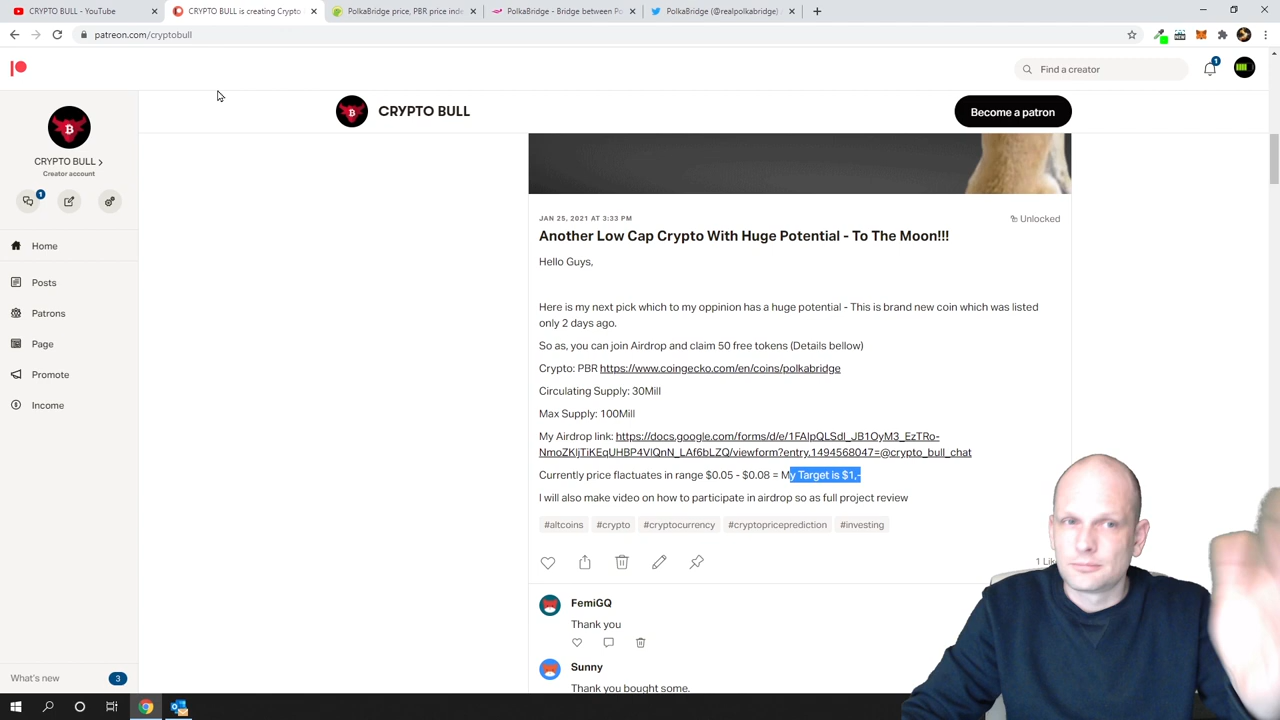 CRYPTO BULL - YouTube
CRYPTO BULL is creating Crypto
PolkaBridge price, PBR price inde
PolkaBridge - Bridge between Po
PolkaBridge (@realpolkabridge) /
patreon.com/cryptobull
Find a creator
1
CRYPTO BULL
Become a patron
CRYPTO BULL
Creator account
1
Home
Posts
Patrons
Page
Promote
Income
What's new
3
JAN 25, 2021 AT 3:33 PM
Unlocked
Another Low Cap Crypto With Huge Potential - To The Moon!!!
Hello Guys,
Here is my next pick which to my oppinion has a huge potential - This is brand new coin which was listed
only 2 days ago.
So as, you can join Airdrop and claim 50 free tokens (Details bellow)
Crypto: PBR https://www.coingecko.com/en/coins/polkabridge
Circulating Supply: 30Mill
Max Supply: 100Mill
My Airdrop link: https://docs.google.com/forms/d/e/1FAIpQLSdI_JB1OyM3_EzTRo-
NmoZKljTiKEqUHBP4VlQnN_LAf6bLZQ/viewform?entry.1494568047=@crypto_bull_chat
Currently price flactuates in range $0.05 - $0.08 = My Target is $1,-
I will also make video on how to participate in airdrop so as full project review
#altcoins #crypto #cryptocurrency #cryptopriceprediction #investing
FemiGQ
Thank you
Sunny
Thank you bought some.